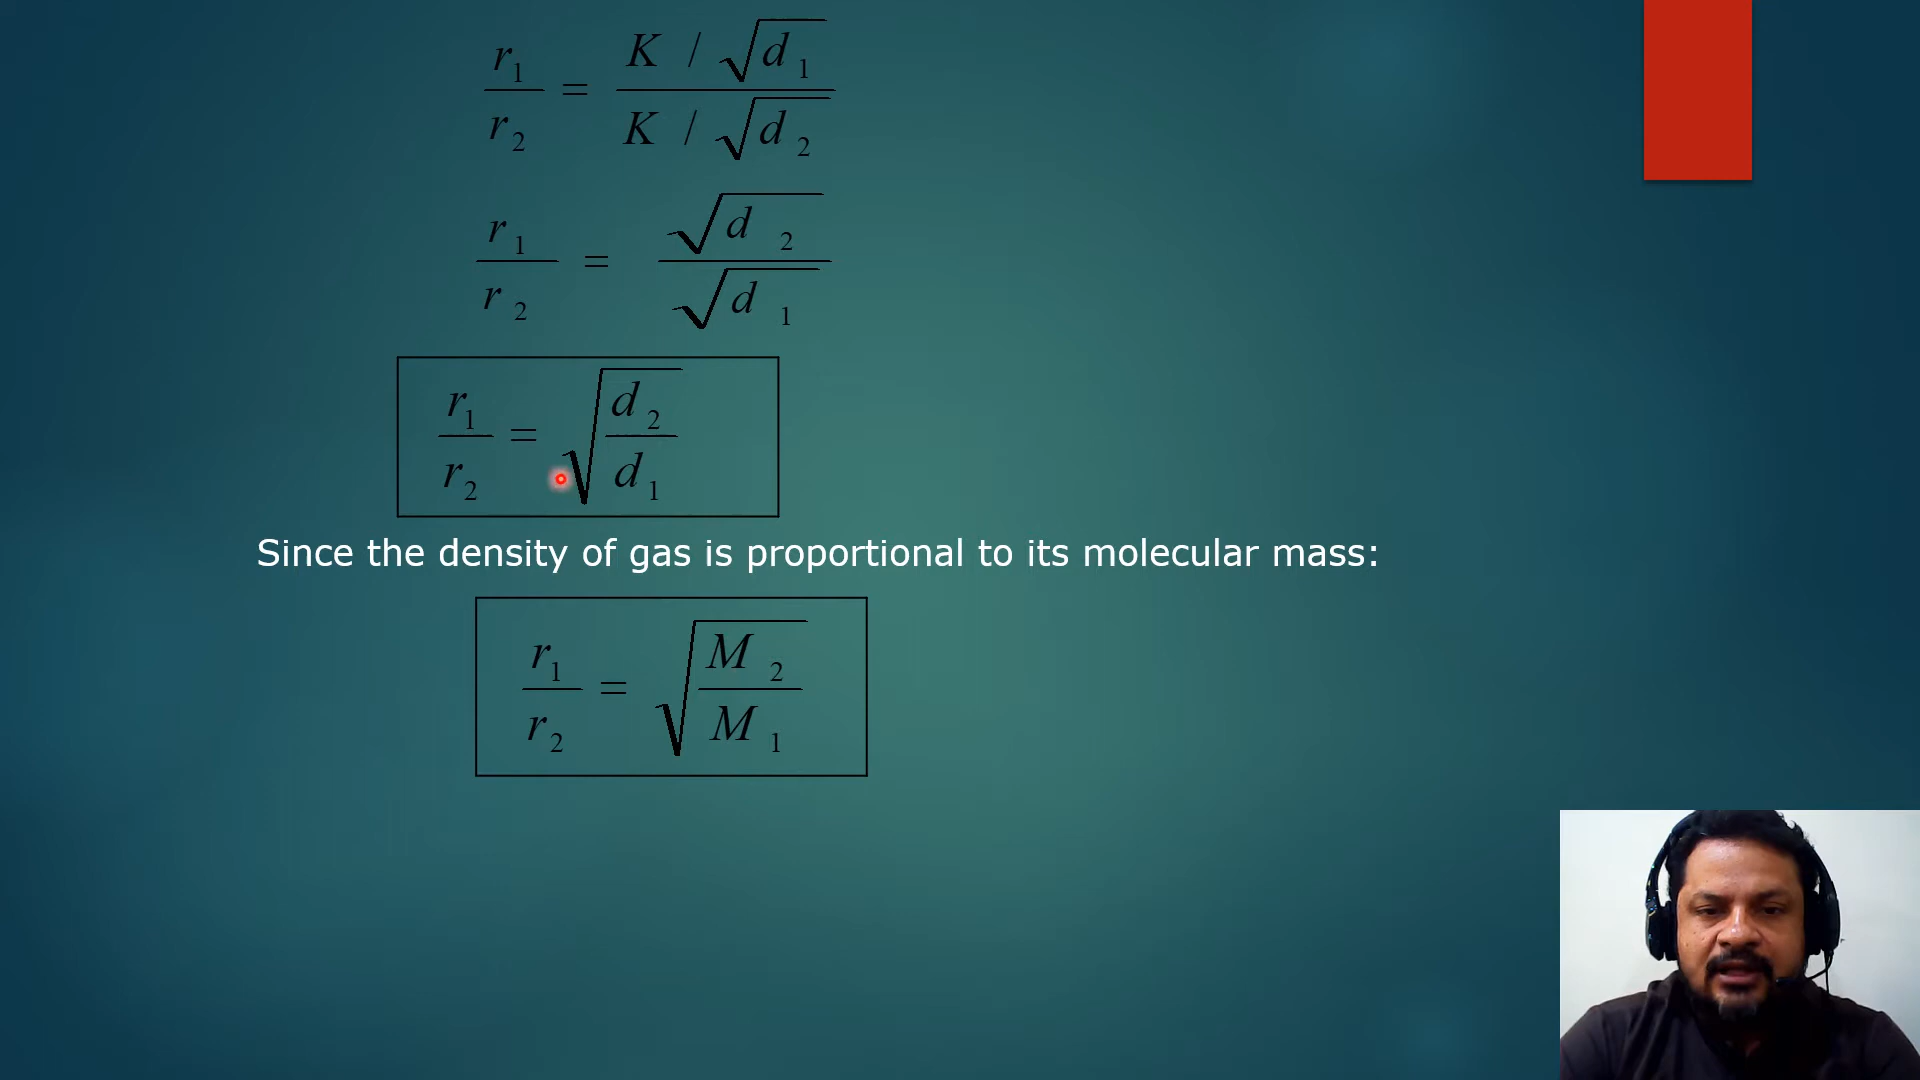 r₁/r₂ = (K / √d₁)/(K / √d₂)
r₁/r₂ = √d₂/√d₁
r₁/r₂ = √(d₂/d₁)
Since the density of gas is proportional to its molecular mass:
r₁/r₂ = √(M₂/M₁)